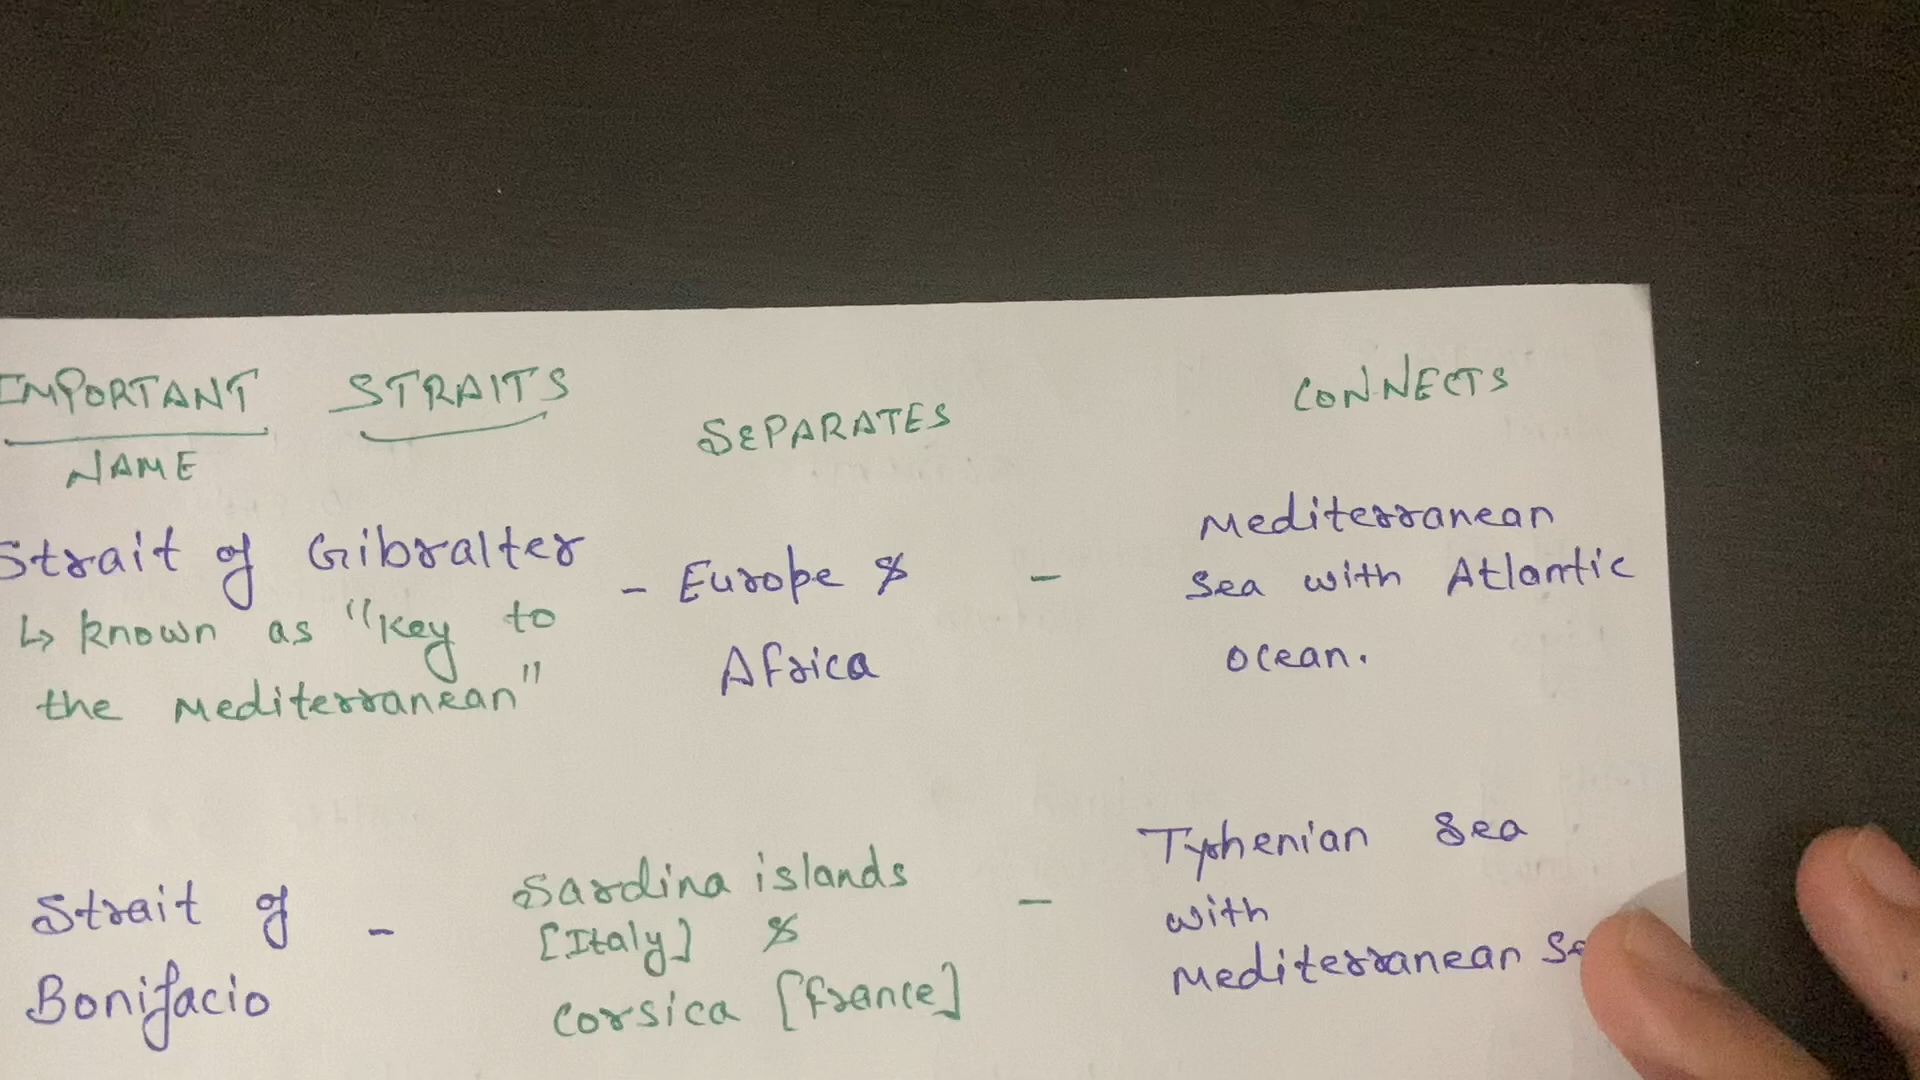 IMPORTANT STRAITS
NAME
SEPARATES
CONNECTS
Strait of Gibralter
↳ known as "key to
the Mediterranean"
- Europe &
Africa
- Mediterranean
Sea with Atlantic
ocean.
Strait of
Bonifacio
- Sardina islands
[Italy] &
Corsica [France]
- Tyrhenian Sea
with
Mediterranean